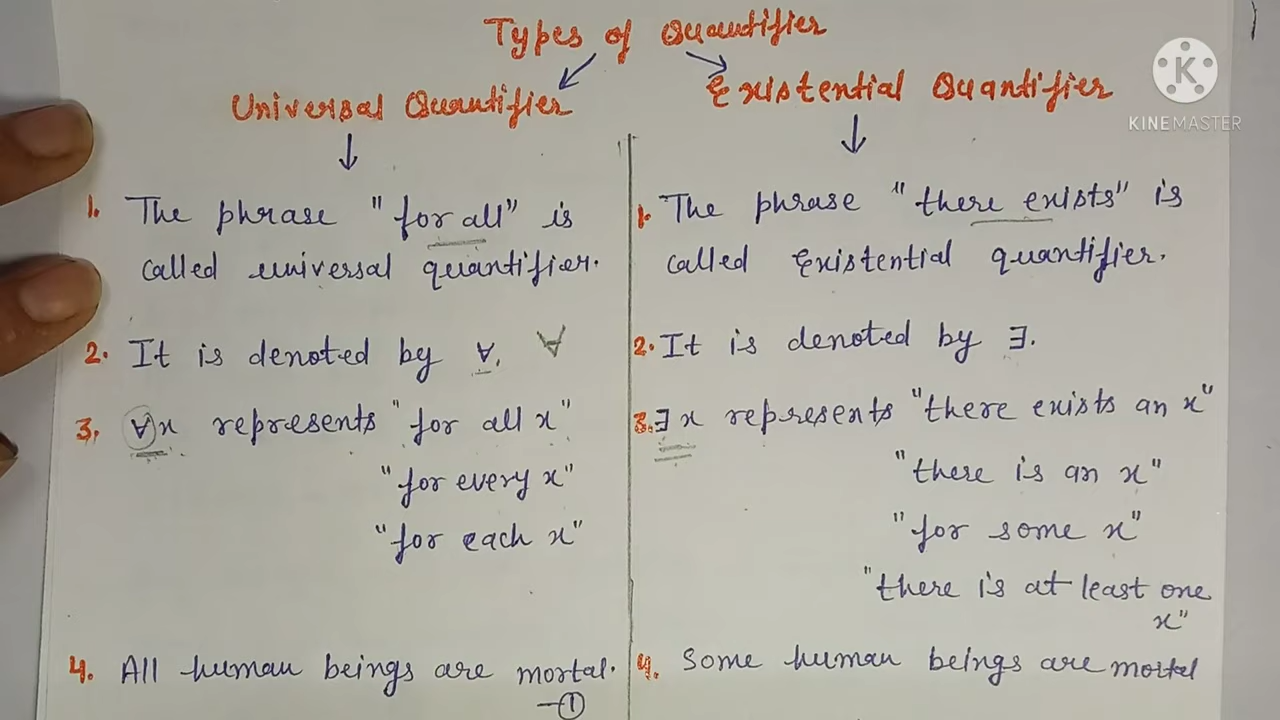 Types of Quantifier
Universal Quantifier
1. The phrase "for all" is
called universal quantifier.
2. It is denoted by ∀. ∀
3. ∀x represents "for all x"
"for every x"
"for each x"
4. All human beings are mortal.
—①
Existential Quantifier
1. The phrase "there exists" is
called Existential quantifier.
2. It is denoted by ∃.
3. ∃x represents "there exists an x"
"there is an x"
"for some x"
"there is at least one
x"
4. Some human beings are mortal
K
KINEMASTER